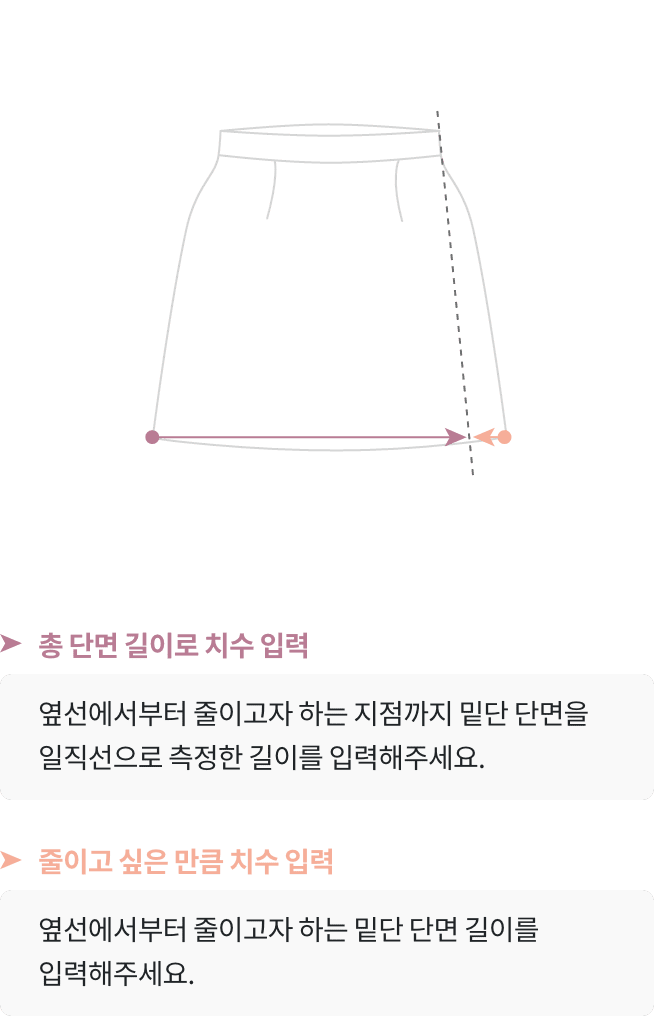 총 단면 길이로 치수 입력
옆선에서부터 줄이고자 하는 지점까지 밑단 단면을
일직선으로 측정한 길이를 입력해주세요.
줄이고 싶은 만큼 치수 입력
옆선에서부터 줄이고자 하는 밑단 단면 길이를
입력해주세요.